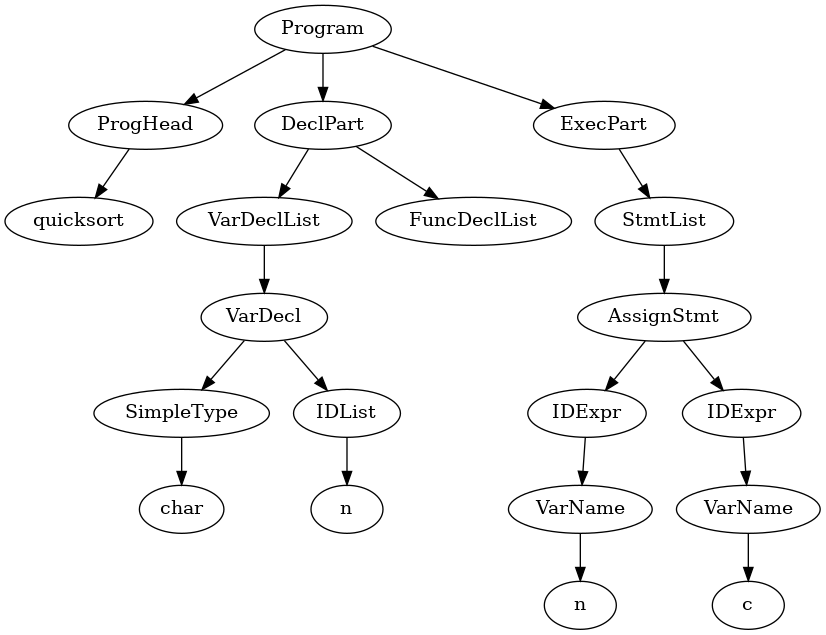 Program
ProgHead
DeclPart
ExecPart
quicksort
VarDeclList
FuncDeclList
StmtList
VarDecl
AssignStmt
SimpleType
IDList
IDExpr
IDExpr
char
n
VarName
VarName
n
c